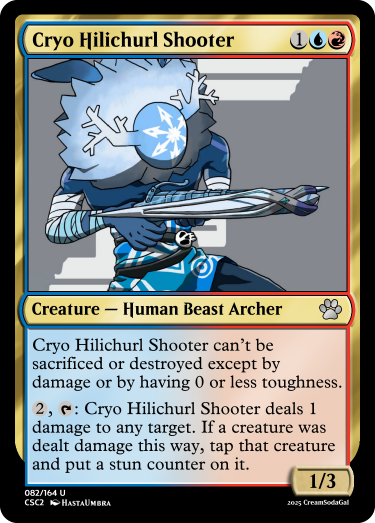 Cryo Hilichurl Shooter 1
Creature — Human Beast Archer
Cryo Hilichurl Shooter can't be
sacrificed or destroyed except by
damage or by having 0 or less toughness.
2, : Cryo Hilichurl Shooter deals 1
damage to any target. If a creature was
dealt damage this way, tap that creature
and put a stun counter on it.
1/3
082/164 U
CSC2 HastaUmbra
2025 CreamSodaGal